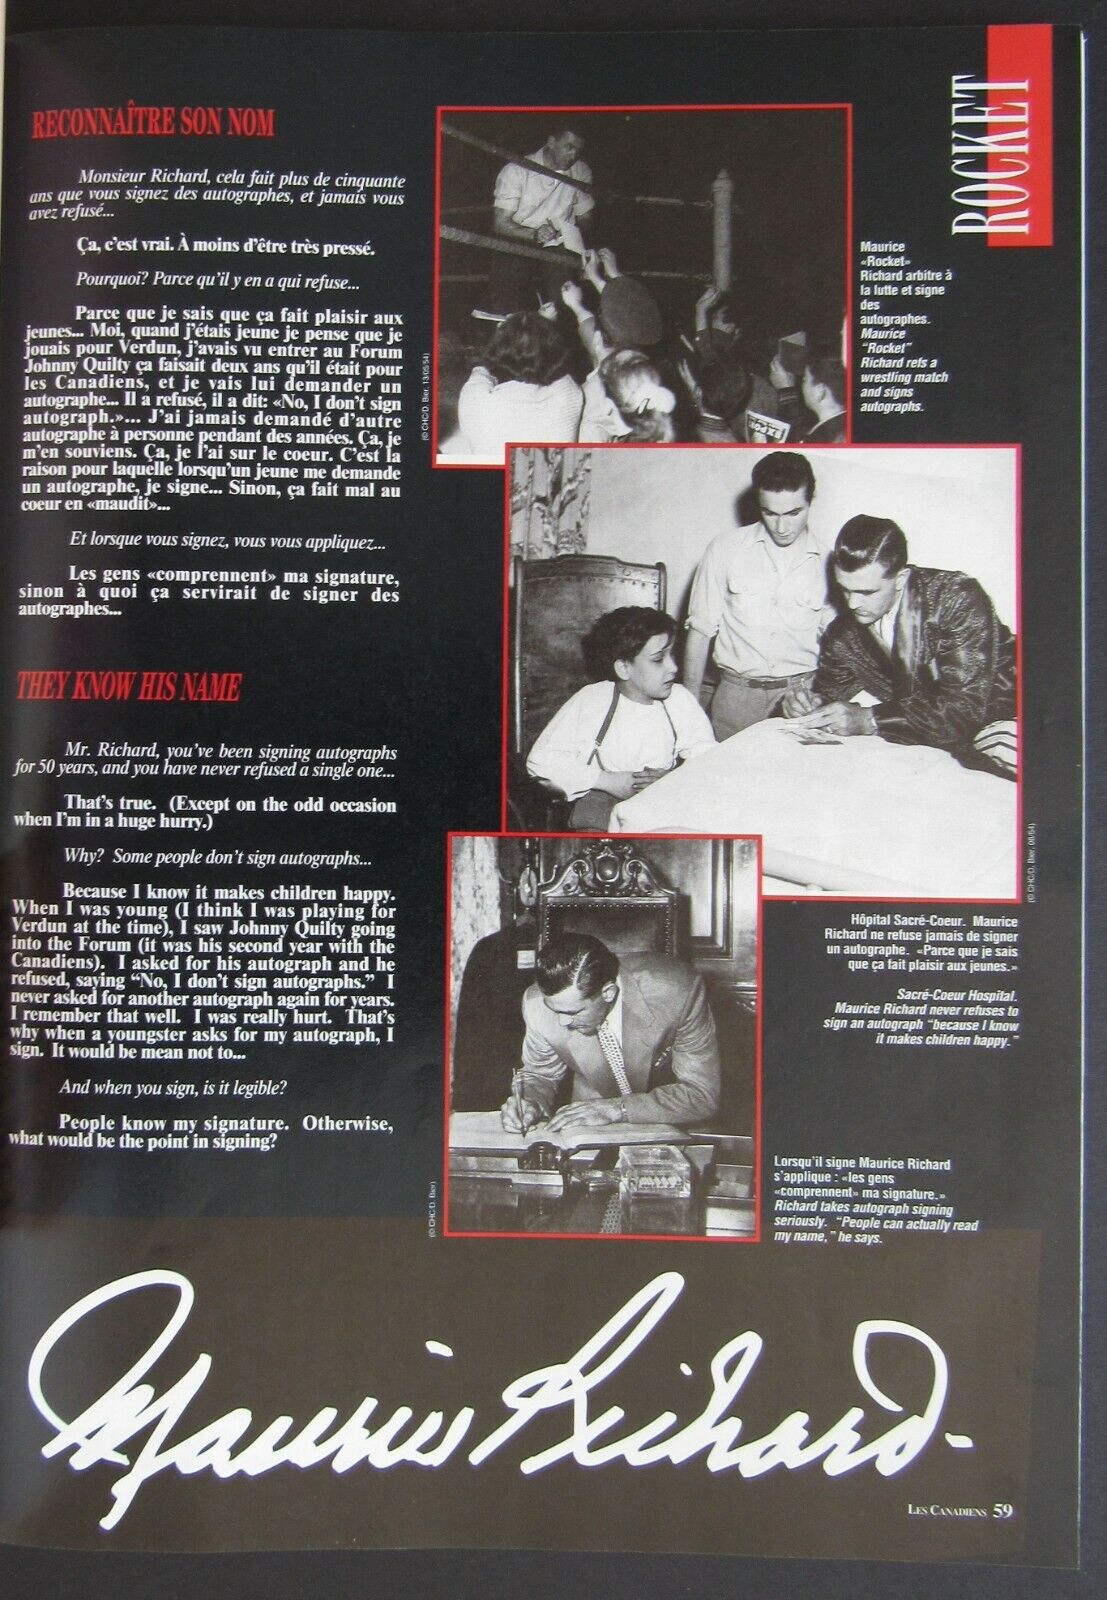 ROCKET
RECONNAÎTRE SON NOM
Monsieur Richard, cela fait plus de cinquante
ans que vous signez des autographes, et jamais vous
avez refusé...
Ça, c'est vrai. À moins d'être très pressé.
Pourquoi? Parce qu'il y en a qui refuse...
Parce que je sais que ça fait plaisir aux
jeunes... Moi, quand j'étais jeune je pense que je
jouais pour Verdun, j'avais vu entrer au Forum
Johnny Quilty ça faisait deux ans qu'il était pour
les Canadiens, et je vais lui demander un
autographe... Il a refusé, il a dit: «No, I don't sign
autograph.»... J'ai jamais demandé d'autre
autographe à personne pendant des années. Ça, je
m'en souviens. Ça, je l'ai sur le coeur. C'est la
raison pour laquelle lorsqu'un jeune me demande
un autographe, je signe... Sinon, ça fait mal au
coeur en «maudit»...
Et lorsque vous signez, vous vous appliquez...
Les gens «comprennent» ma signature,
sinon à quoi ça servirait de signer des
autographes...
THEY KNOW HIS NAME
Mr. Richard, you've been signing autographs
for 50 years, and you have never refused a single one...
That's true. (Except on the odd occasion
when I'm in a huge hurry.)
Why? Some people don't sign autographs...
Because I know it makes children happy.
When I was young (I think I was playing for
Verdun at the time), I saw Johnny Quilty going
into the Forum (it was his second year with the
Canadiens). I asked for his autograph and he
refused, saying "No, I don't sign autographs." I
never asked for another autograph again for years.
I remember that well. I was really hurt. That's
why when a youngster asks for my autograph, I
sign. It would be mean not to...
And when you sign, is it legible?
People know my signature. Otherwise,
what would be the point in signing?
(© CHC/D. Bier, 13/05/54)
Maurice
«Rocket»
Richard arbitre à
la lutte et signe
des
autographes.
Maurice
"Rocket"
Richard refs a
wrestling match
and signs
autographs.
(© CHC/D. Bier, 06/54)
Hôpital Sacré-Coeur. Maurice
Richard ne refuse jamais de signer
un autographe. «Parce que je sais
que ça fait plaisir aux jeunes.»
Sacré-Coeur Hospital.
Maurice Richard never refuses to
sign an autograph "because I know
it makes children happy."
(© CHC/D. Bier)
Lorsqu'il signe Maurice Richard
s'applique : «les gens
«comprennent» ma signature.»
Richard takes autograph signing
seriously. "People can actually read
my name," he says.
Maurice Richard
LES CANADIENS 59